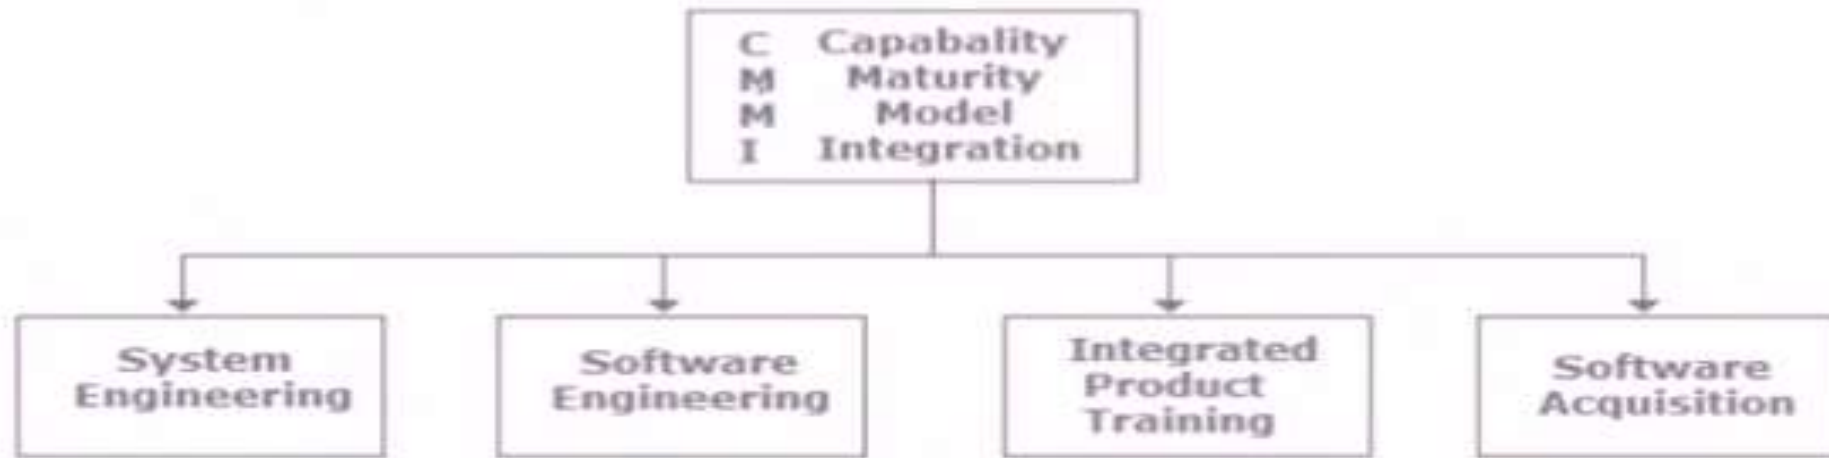 C Capabality
M Maturity
M Model
I Integration
System
Engineering
Software
Engineering
Integrated
Product
Training
Software
Acquisition